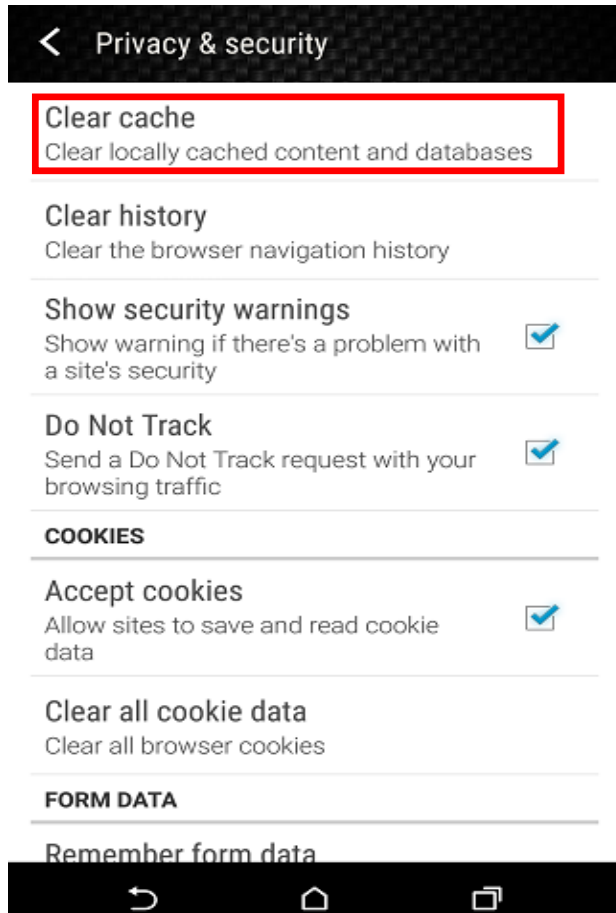 Privacy & security
Clear cache
Clear locally cached content and databases
Clear history
Clear the browser navigation history
Show security warnings
Show warning if there's a problem with
a site's security
Do Not Track
Send a Do Not Track request with your
browsing traffic
COOKIES
Accept cookies
Allow sites to save and read cookie
data
Clear all cookie data
Clear all browser cookies
FORM DATA
Remember form data